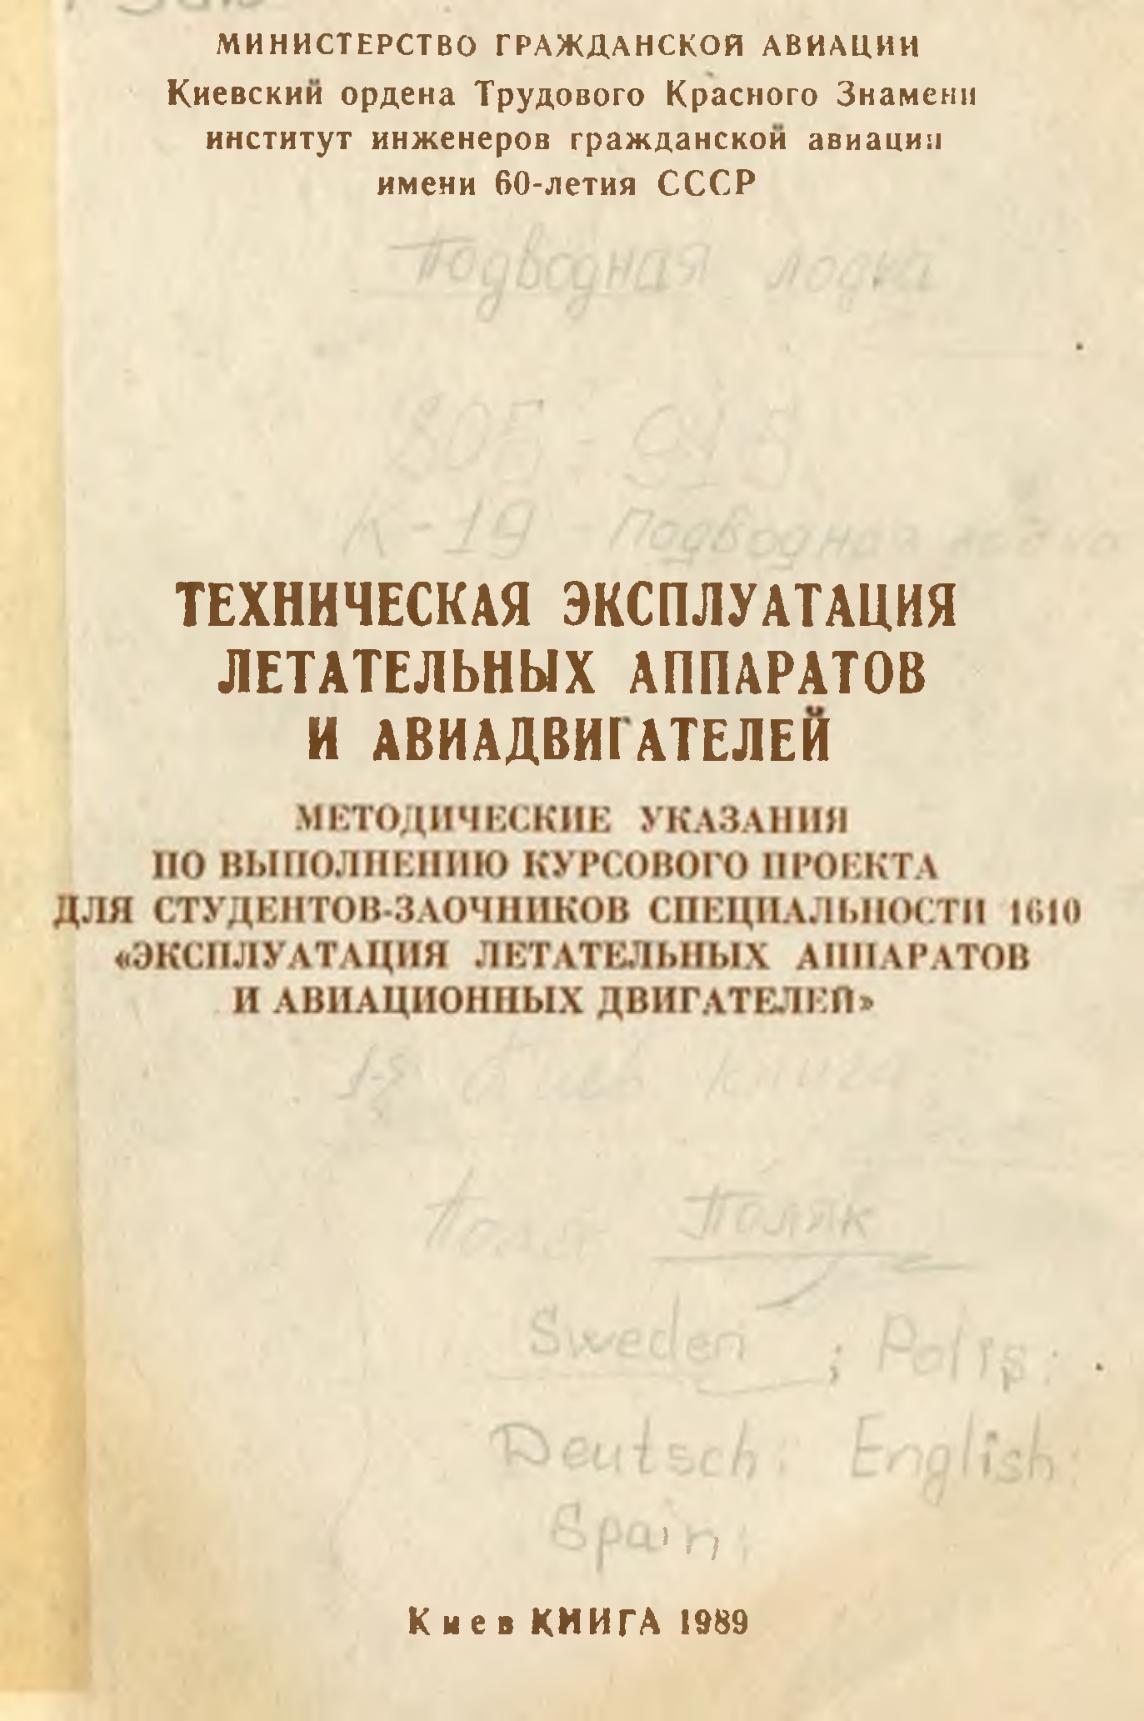 МИНИСТЕРСТВО ГРАЖДАНСКОЙ АВИАЦИИ
Киевский ордена Трудового Красного Знамени
институт инженеров гражданской авиации
имени 60-летия СССР
Подводная лодка
К-19 - Подводная лодка
ТЕХНИЧЕСКАЯ ЭКСПЛУАТАЦИЯ
ЛЕТАТЕЛЬНЫХ АППАРАТОВ
И АВИАДВИГАТЕЛЕЙ
МЕТОДИЧЕСКИЕ УКАЗАНИЯ
ПО ВЫПОЛНЕНИЮ КУРСОВОГО ПРОЕКТА
ДЛЯ СТУДЕНТОВ-ЗАОЧНИКОВ СПЕЦИАЛЬНОСТИ 1610
«ЭКСПЛУАТАЦИЯ ЛЕТАТЕЛЬНЫХ АППАРАТОВ
И АВИАЦИОННЫХ ДВИГАТЕЛЕЙ»
книга
Поляк
Sweden ; Polis:
Deutsch: English:
Spain:
Киев КНИГА 1989